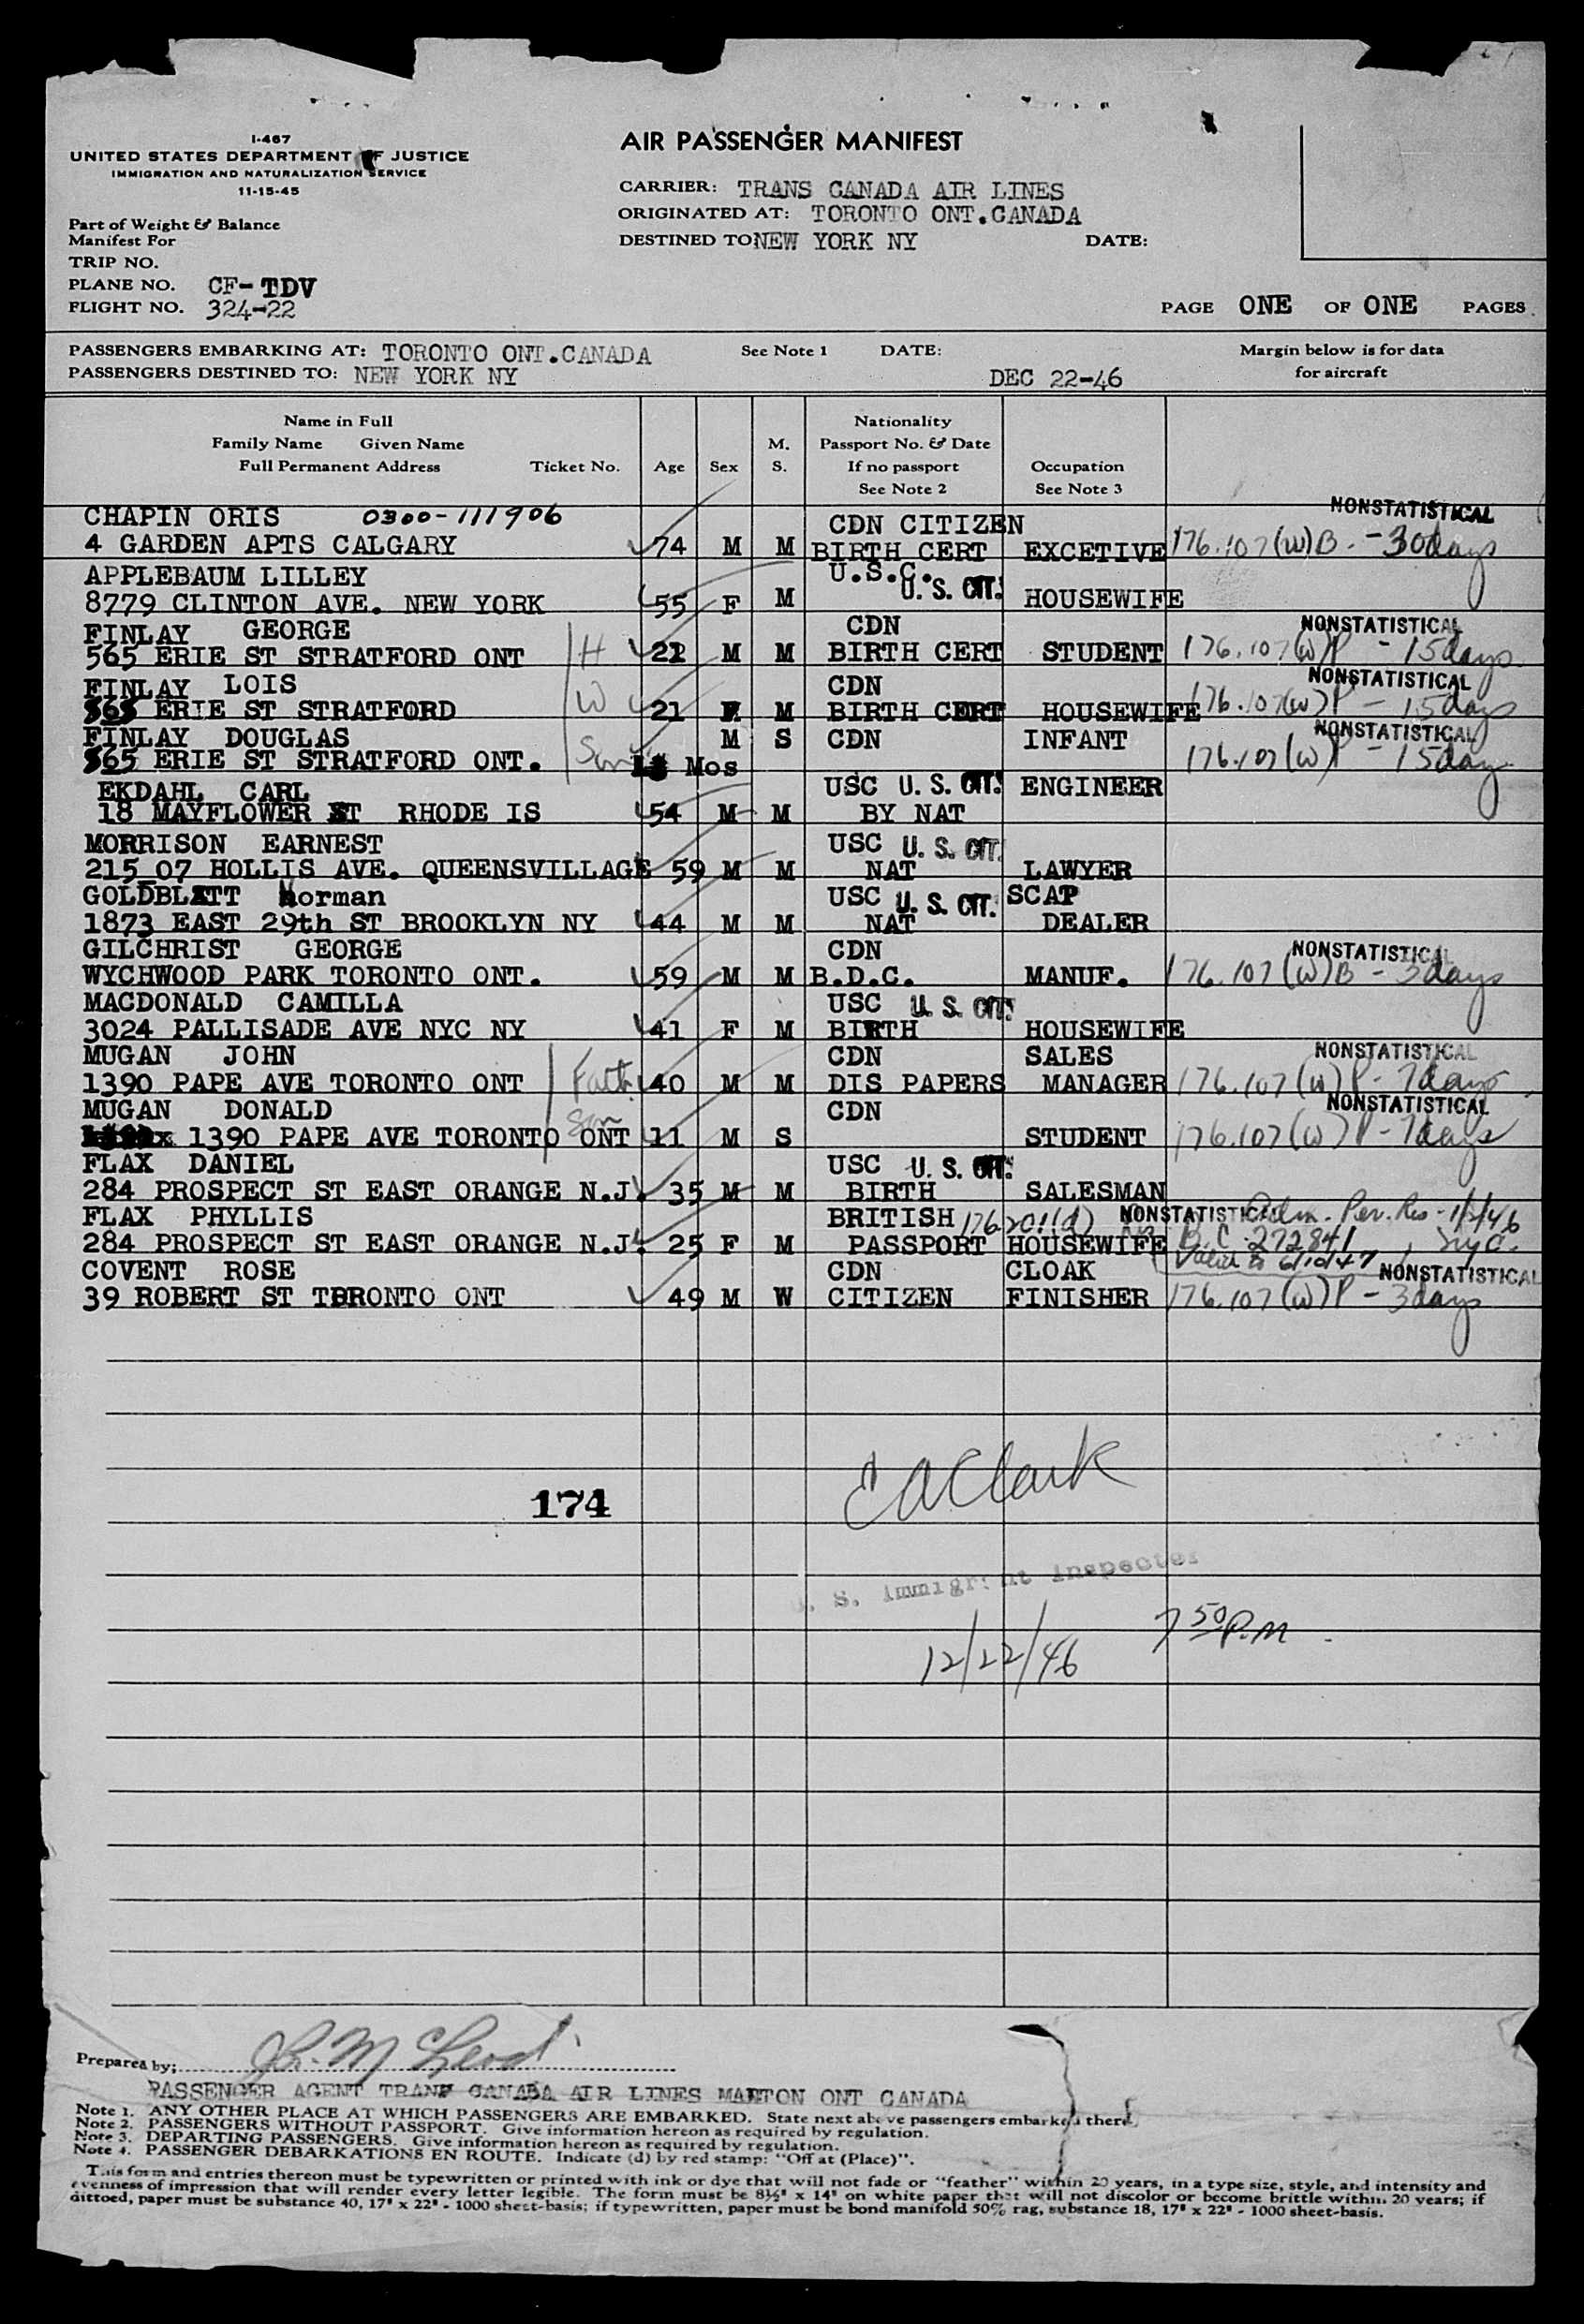 I-467
UNITED STATES DEPARTMENT OF JUSTICE
IMMIGRATION AND NATURALIZATION SERVICE
11-15-45
AIR PASSENGER MANIFEST
CARRIER: TRANS CANADA AIR LINES
ORIGINATED AT: TORONTO ONT.CANADA
DESTINED TO NEW YORK NY DATE:
Part of Weight & Balance
Manifest For
TRIP NO.
PLANE NO. CF-TDV
FLIGHT NO. 324-22
PAGE ONE OF ONE PAGES.
PASSENGERS EMBARKING AT: TORONTO ONT.CANADA See Note 1 DATE:
PASSENGERS DESTINED TO: NEW YORK NY DEC 22-46
Margin below is for data
for aircraft
Name in Full
Family Name Given Name
Full Permanent Address Ticket No. Age Sex M. S.
Nationality
Passport No. & Date
If no passport
See Note 2
Occupation
See Note 3
CHAPIN ORIS 0300-111906 CDN CITIZEN NONSTATISTICAL
4 GARDEN APTS CALGARY 74 M M BIRTH CERT EXCETIVE 176.107(W)B. - 30days
APPLEBAUM LILLEY U.S.C. U. S. CIT.
8779 CLINTON AVE. NEW YORK 55 F M HOUSEWIFE
FINLAY GEORGE CDN NONSTATISTICAL
565 ERIE ST STRATFORD ONT H 21 M M BIRTH CERT STUDENT 176.107(W)P - 15days
FINLAY LOIS CDN NONSTATISTICAL
565 ERIE ST STRATFORD W 21 F M BIRTH CERT HOUSEWIFE 176.107(W)P - 15days
FINLAY DOUGLAS M S CDN INFANT NONSTATISTICAL
565 ERIE ST STRATFORD ONT. Son Mos 176.107(W)P - 15days
EKDAHL CARL USC U. S. CIT. ENGINEER
18 MAYFLOWER ST RHODE IS 54 M M BY NAT
MORRISON EARNEST USC U. S. CIT.
215 07 HOLLIS AVE. QUEENSVILLAGE 59 M M NAT LAWYER
GOLDBLATT Norman USC U. S. CIT. SCAP
1873 EAST 29th ST BROOKLYN NY 44 M M NAT DEALER
GILCHRIST GEORGE CDN NONSTATISTICAL
WYCHWOOD PARK TORONTO ONT. 59 M M B.D.C. MANUF. 176.107(W)B - 3days
MACDONALD CAMILLA USC U. S. CIT.
3024 PALLISADE AVE NYC NY 41 F M BIRTH HOUSEWIFE
MUGAN JOHN CDN SALES NONSTATISTICAL
1390 PAPE AVE TORONTO ONT Fath. 40 M M DIS PAPERS MANAGER 176.107(W)P - 7days
MUGAN DONALD Son CDN NONSTATISTICAL
1390 PAPE AVE TORONTO ONT 11 M S STUDENT 176.107(W)P - 7days
FLAX DANIEL USC U. S. CIT.
284 PROSPECT ST EAST ORANGE N.J. 35 M M BIRTH SALESMAN
FLAX PHYLLIS BRITISH 176.201(d) NONSTATISTICAL Adm. Per. Res - 1/2/46
284 PROSPECT ST EAST ORANGE N.J. 25 F M PASSPORT HOUSEWIFE 272841, NYC.
Valid to 6/10/47
COVENT ROSE CDN CLOAK NONSTATISTICAL
39 ROBERT ST TORONTO ONT 49 M W CITIZEN FINISHER 176.107(W)P - 3days
E A Clark
174
U. S. Immigrant Inspector
12/22/46 7 50 P.M.
Prepared by; McLeod
PASSENGER AGENT TRANS CANADA AIR LINES MALTON ONT CANADA
Note 1. ANY OTHER PLACE AT WHICH PASSENGERS ARE EMBARKED. State next above passengers embarked there.
Note 2. PASSENGERS WITHOUT PASSPORT. Give information hereon as required by regulation.
Note 3. DEPARTING PASSENGERS. Give information hereon as required by regulation.
Note 4. PASSENGER DEBARKATIONS EN ROUTE. Indicate (d) by red stamp: "Off at (Place)".
This form and entries thereon must be typewritten or printed with ink or dye that will not fade or "feather" within 20 years, in a type size, style, and intensity and
evenness of impression that will render every letter legible. The form must be 8½" x 14" on white paper that will not discolor or become brittle within 20 years; if
dittoed, paper must be substance 40, 17" x 22" - 1000 sheet-basis; if typewritten, paper must be bond manifold 50% rag, substance 18, 17" x 22" - 1000 sheet-basis.